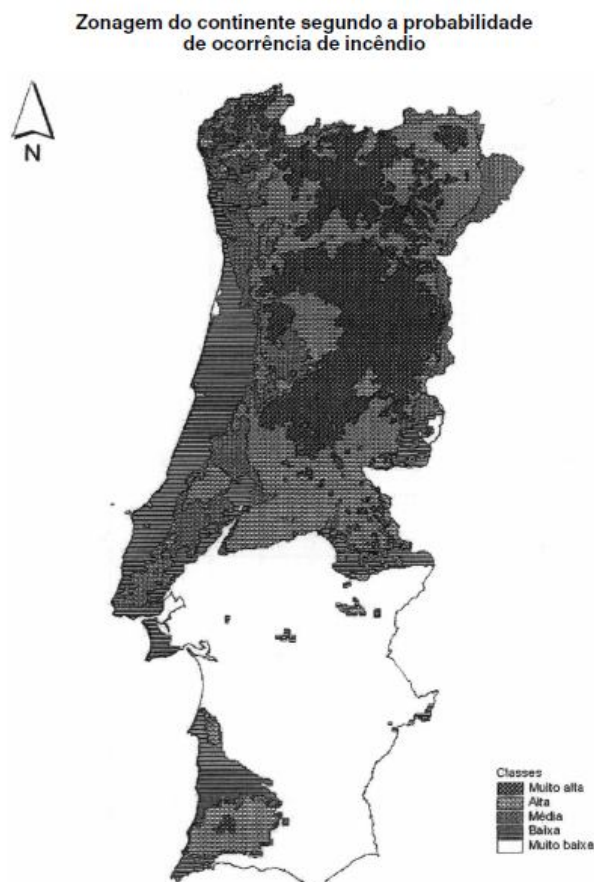 Zonagem do continente segundo a probabilidade
de ocorrência de incêndio
N
Classes
Muito alta
Alta
Média
Baixa
Muito baixa